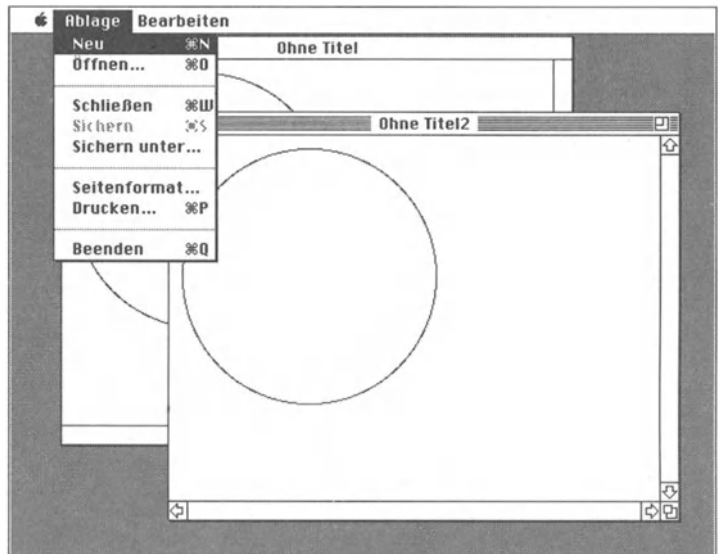 Ablage Bearbeiten
Neu ⌘N
Öffnen... ⌘O
Schließen ⌘W
Sichern ⌘S
Sichern unter...
Seitenformat...
Drucken... ⌘P
Beenden ⌘Q
Ohne Titel
Ohne Titel2